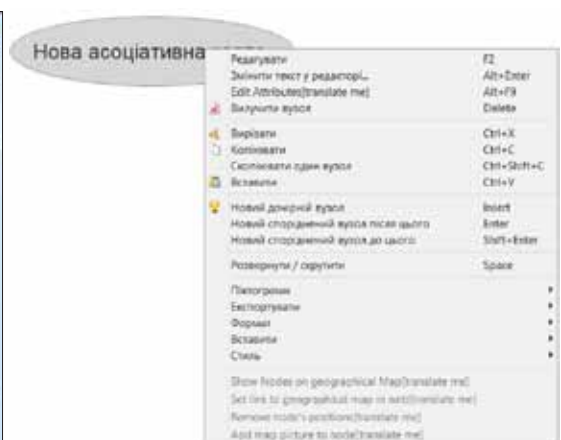 Нова асоціативна
Редагувати F2
Змінити текст у редакторі... Alt+Enter
Edit Attributes[translate me] Alt+F9
Вилучити вузол Delete
Вирізати Ctrl+X
Копіювати Ctrl+C
Скопіювати один вузол Ctrl+Shift+C
Вставити Ctrl+V
Новий дочірній вузол Insert
Новий споріднений вузол після цього Enter
Новий споріднений вузол до цього Shift+Enter
Розвернути / скрутити Space
Піктограми
Експортувати
Формат
Вставити
Стиль
Show Nodes on geographical Map[translate me]
Set link to geographical map in web[translate me]
Remove node's position[translate me]
Add map picture to node[translate me]